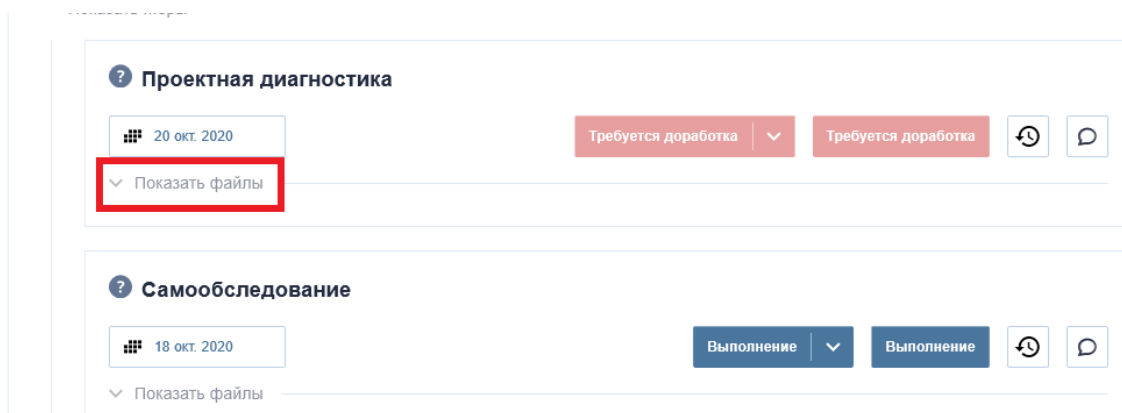 Проектная диагностика
20 окт. 2020
Требуется доработка
Требуется доработка
Показать файлы
Самообследование
18 окт. 2020
Выполнение
Выполнение
Показать файлы